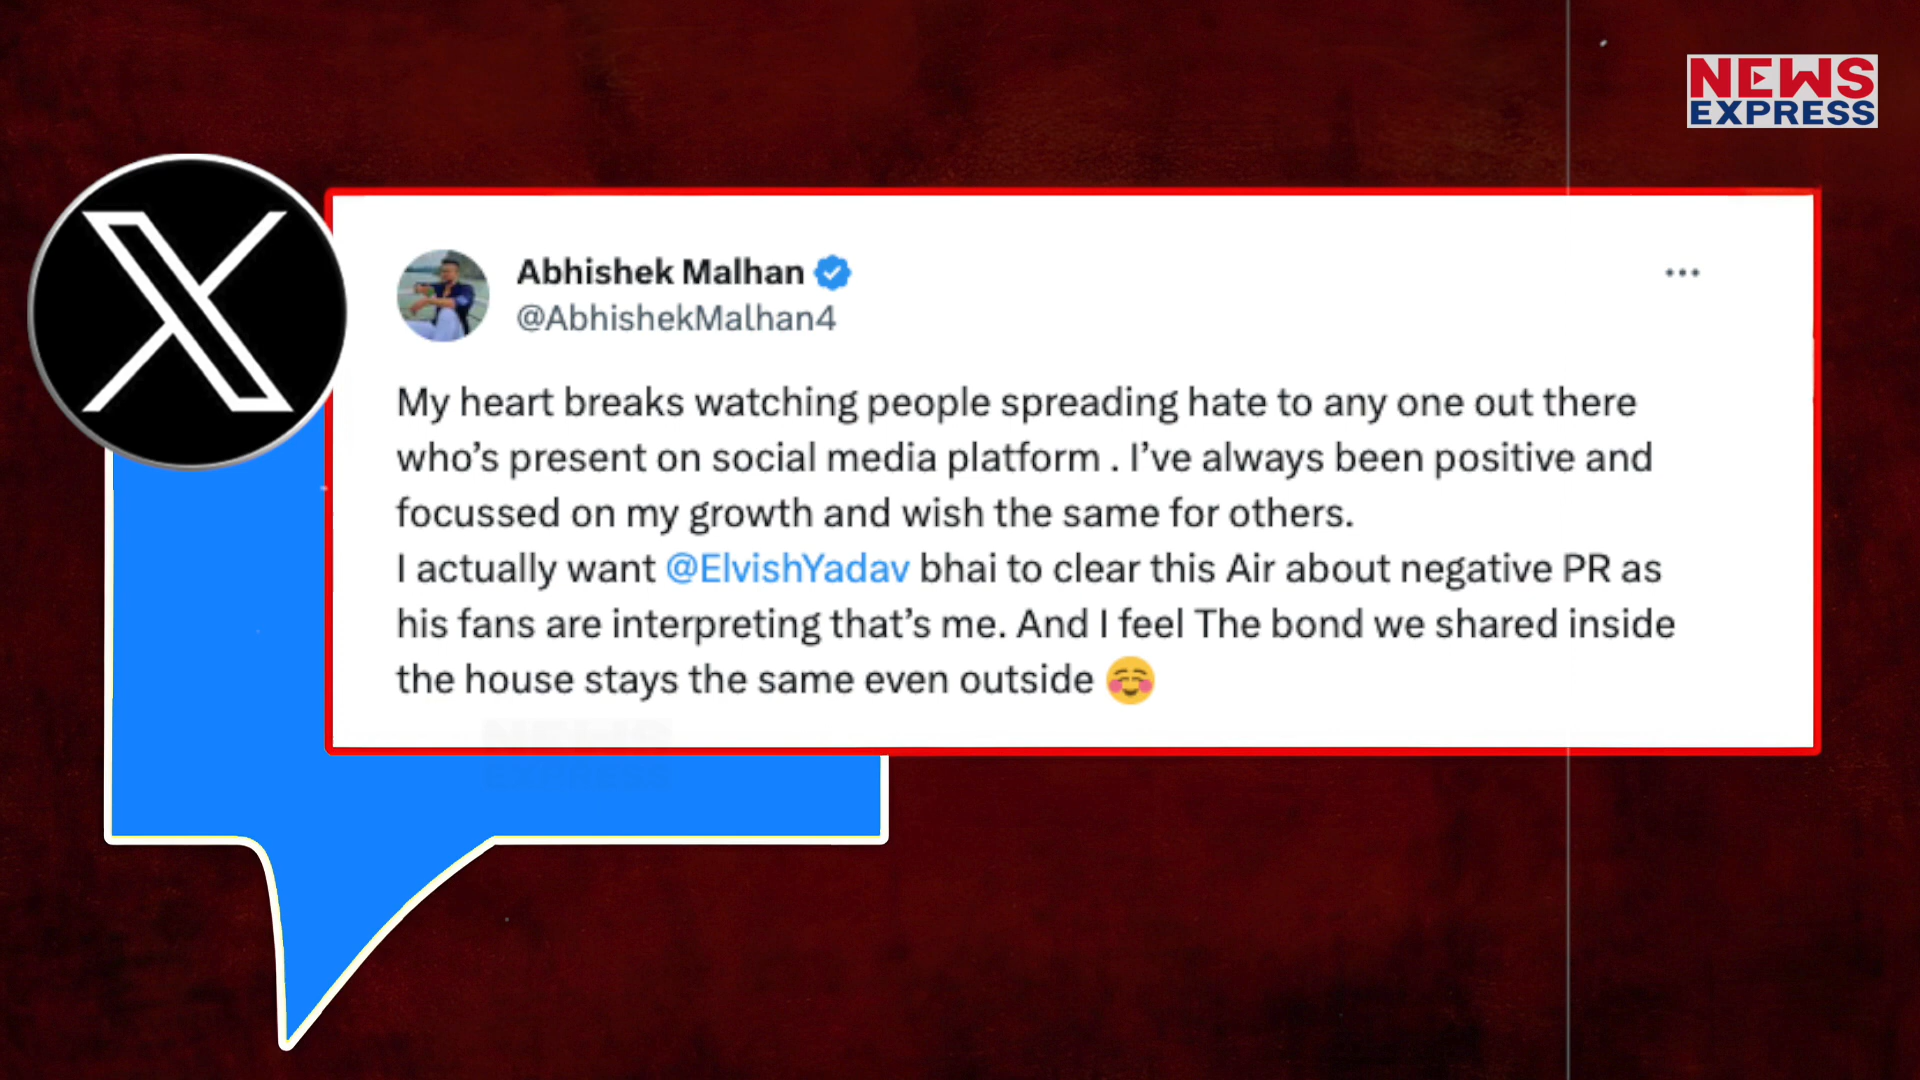 NEWS
EXPRESS
Abhishek Malhan
@AbhishekMalhan4
My heart breaks watching people spreading hate to any one out there
who’s present on social media platform . I’ve always been positive and
focussed on my growth and wish the same for others.
I actually want @ElvishYadav bhai to clear this Air about negative PR as
his fans are interpreting that’s me. And I feel The bond we shared inside
the house stays the same even outside ☺️